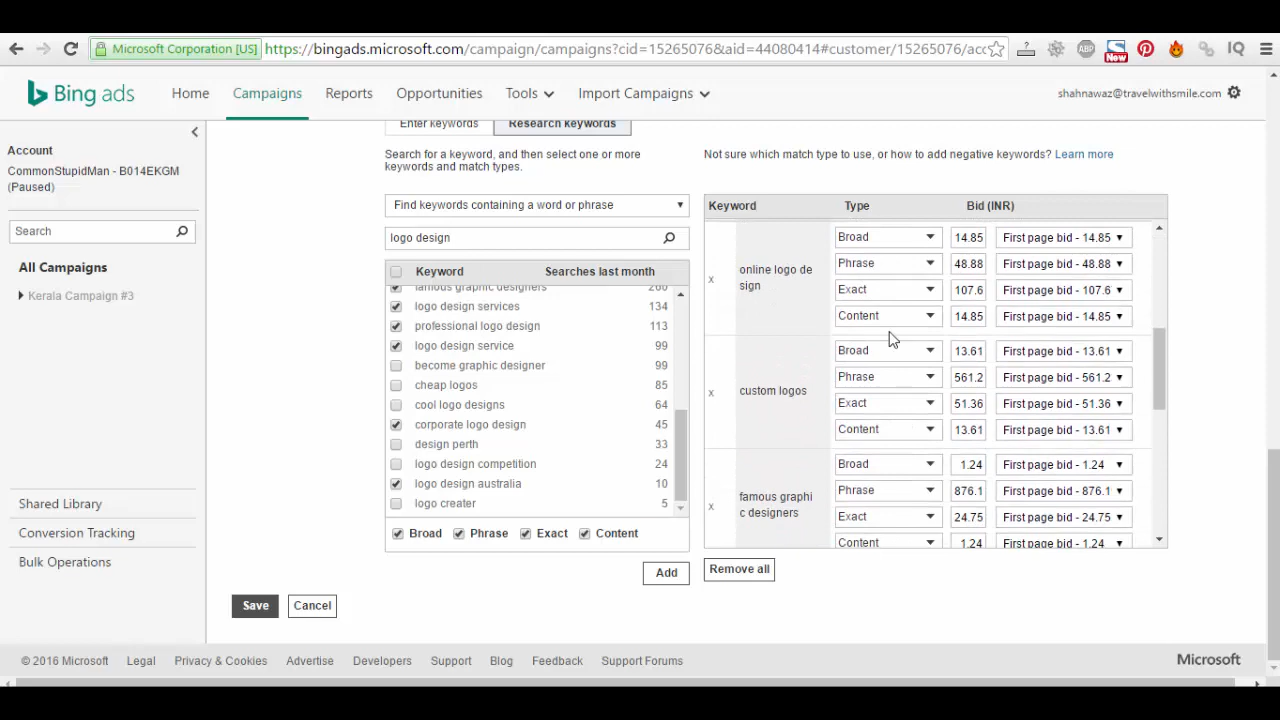 Microsoft Corporation [US] https://bingads.microsoft.com/campaign/campaigns?cid=15265076&aid=44080414#customer/15265076/acc
ABP
New
IQ
Bing ads Home Campaigns Reports Opportunities Tools Import Campaigns shahnawaz@travelwithsmile.com
Account
CommonStupidMan - B014EKGM
(Paused)
Search
All Campaigns
Kerala Campaign #3
Shared Library
Conversion Tracking
Bulk Operations
Enter keywords Research keywords
Search for a keyword, and then select one or more
keywords and match types.
Find keywords containing a word or phrase
logo design
Keyword Searches last month
famous graphic designers 260
logo design services 134
professional logo design 113
logo design service 99
become graphic designer 99
cheap logos 85
cool logo designs 64
corporate logo design 45
design perth 33
logo design competition 24
logo design australia 10
logo creater 5
Broad Phrase Exact Content
Add
Not sure which match type to use, or how to add negative keywords? Learn more
Keyword Type Bid (INR)
x
online logo de
sign
Broad 14.85 First page bid - 14.85
Phrase 48.88 First page bid - 48.88
Exact 107.6 First page bid - 107.6
Content 14.85 First page bid - 14.85
x
custom logos
Broad 13.61 First page bid - 13.61
Phrase 561.2 First page bid - 561.2
Exact 51.36 First page bid - 51.36
Content 13.61 First page bid - 13.61
x
famous graphi
c designers
Broad 1.24 First page bid - 1.24
Phrase 876.1 First page bid - 876.1
Exact 24.75 First page bid - 24.75
Content 1.24 First page bid - 1.24
Remove all
Save Cancel
© 2016 Microsoft Legal Privacy & Cookies Advertise Developers Support Blog Feedback Support Forums Microsoft